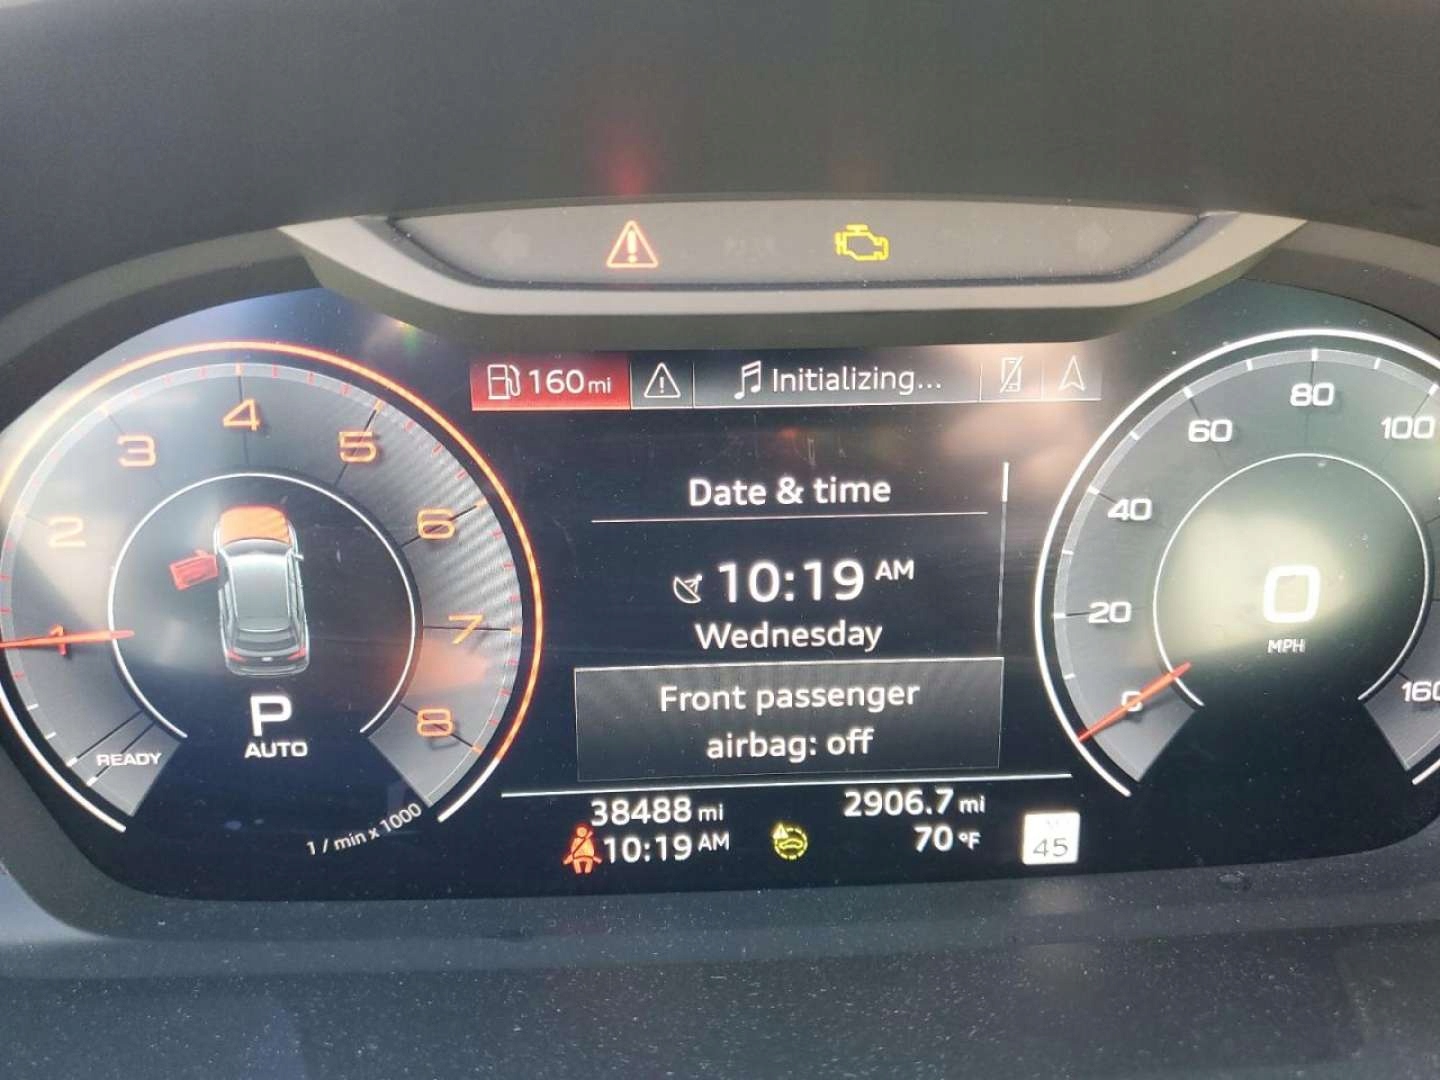 160 mi
Initializing...
Date & time
10:19 AM
Wednesday
Front passenger
airbag: off
38488 mi
2906.7 mi
10:19 AM
70 °F
45
1
2
3
4
5
6
7
8
P
AUTO
READY
1 / min x 1000
0
20
40
60
80
100
160
0
MPH